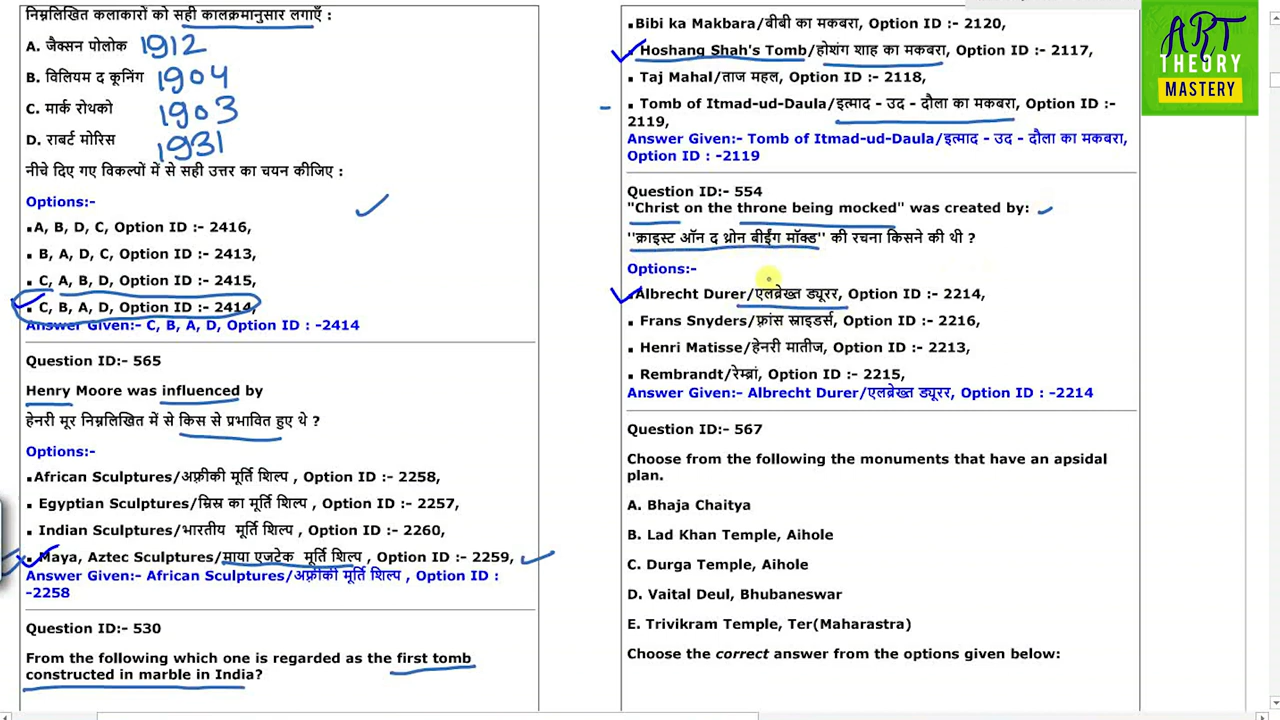 निम्नलिखित कलाकारों को सही कालक्रमानुसार लगाएँ :
A. जैक्सन पोलोक 1912
B. विलियम द कूनिंग 1904
C. मार्क रोथको 1903
D. राबर्ट मोरिस 1931
नीचे दिए गए विकल्पों में से सही उत्तर का चयन कीजिए :
Options:-
▪A, B, D, C, Option ID :- 2416,
▪ B, A, D, C, Option ID :- 2413,
▪ C, A, B, D, Option ID :- 2415,
▪ C, B, A, D, Option ID :- 2414,
Answer Given:- C, B, A, D, Option ID : -2414
Question ID:- 565
Henry Moore was influenced by
हेनरी मूर निम्नलिखित में से किस से प्रभावित हुए थे ?
Options:-
▪African Sculptures/अफ़्रीकी मूर्ति शिल्प , Option ID :- 2258,
▪ Egyptian Sculptures/म्रिस्र का मूर्ति शिल्प , Option ID :- 2257,
▪ Indian Sculptures/भारतीय मूर्ति शिल्प , Option ID :- 2260,
▪ Maya, Aztec Sculptures/माया एजटेक मूर्ति शिल्प , Option ID :- 2259,
Answer Given:- African Sculptures/अफ़्रीकी मूर्ति शिल्प , Option ID :
-2258
Question ID:- 530
From the following which one is regarded as the first tomb
constructed in marble in India?
▪Bibi ka Makbara/बीबी का मकबरा, Option ID :- 2120,
▪ Hoshang Shah's Tomb/होशंग शाह का मकबरा, Option ID :- 2117,
▪ Taj Mahal/ताज महल, Option ID :- 2118,
▪ Tomb of Itmad-ud-Daula/इत्माद - उद - दौला का मकबरा, Option ID :-
2119,
Answer Given:- Tomb of Itmad-ud-Daula/इत्माद - उद - दौला का मकबरा,
Option ID : -2119
Question ID:- 554
"Christ on the throne being mocked" was created by:
''क्राइस्ट ऑन द थ्रोन बीईंग मॉक्ड'' की रचना किसने की थी ?
Options:-
▪Albrecht Durer/एलब्रेख्त ड्यूरर, Option ID :- 2214,
▪ Frans Snyders/फ़्रांस स्नाइडर्स, Option ID :- 2216,
▪ Henri Matisse/हेनरी मातीज, Option ID :- 2213,
▪ Rembrandt/रेम्ब्रां, Option ID :- 2215,
Answer Given:- Albrecht Durer/एलब्रेख्त ड्यूरर, Option ID : -2214
Question ID:- 567
Choose from the following the monuments that have an apsidal
plan.
A. Bhaja Chaitya
B. Lad Khan Temple, Aihole
C. Durga Temple, Aihole
D. Vaital Deul, Bhubaneswar
E. Trivikram Temple, Ter(Maharastra)
Choose the correct answer from the options given below:
ART
THEORY
MASTERY